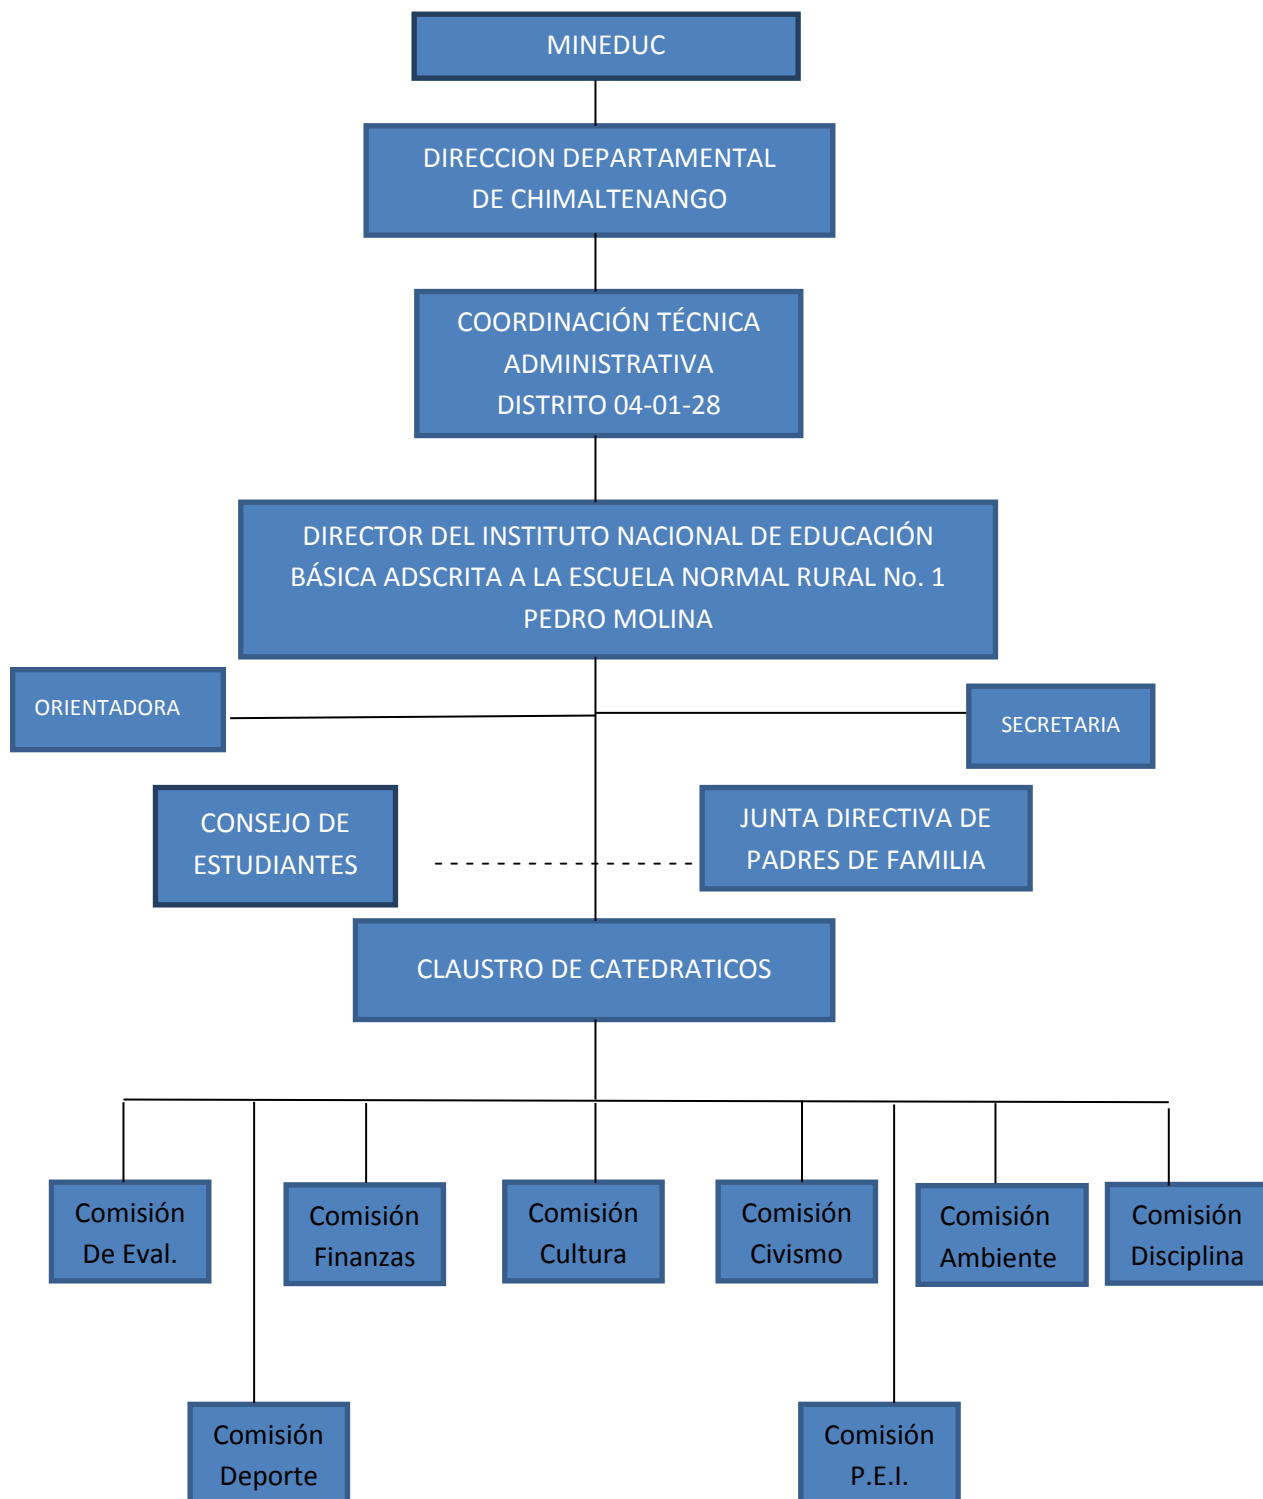 MINEDUC
DIRECCION DEPARTAMENTAL
DE CHIMALTENANGO
COORDINACIÓN TÉCNICA
ADMINISTRATIVA
DISTRITO 04-01-28
DIRECTOR DEL INSTITUTO NACIONAL DE EDUCACIÓN
BÁSICA ADSCRITA A LA ESCUELA NORMAL RURAL No. 1
PEDRO MOLINA
ORIENTADORA
SECRETARIA
CONSEJO DE
ESTUDIANTES
JUNTA DIRECTIVA DE
PADRES DE FAMILIA
CLAUSTRO DE CATEDRATICOS
Comisión
De Eval.
Comisión
Finanzas
Comisión
Cultura
Comisión
Civismo
Comisión
Ambiente
Comisión
Disciplina
Comisión
Deporte
Comisión
P.E.I.